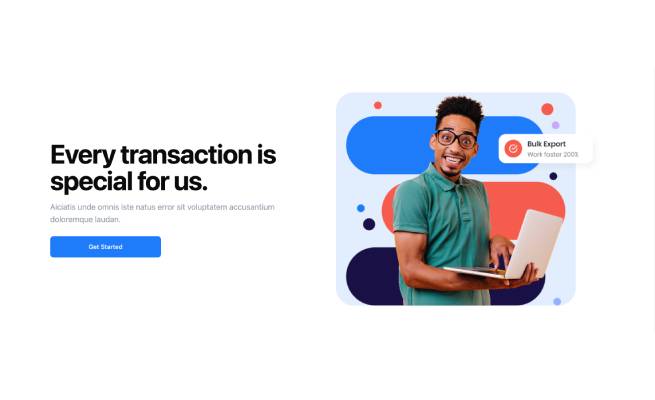 Every transaction is
special for us.
Aiciatis unde omnis iste natus error sit voluptatem accusantium
doloremque laudan.
Get Started
Bulk Export
Work faster 2003.